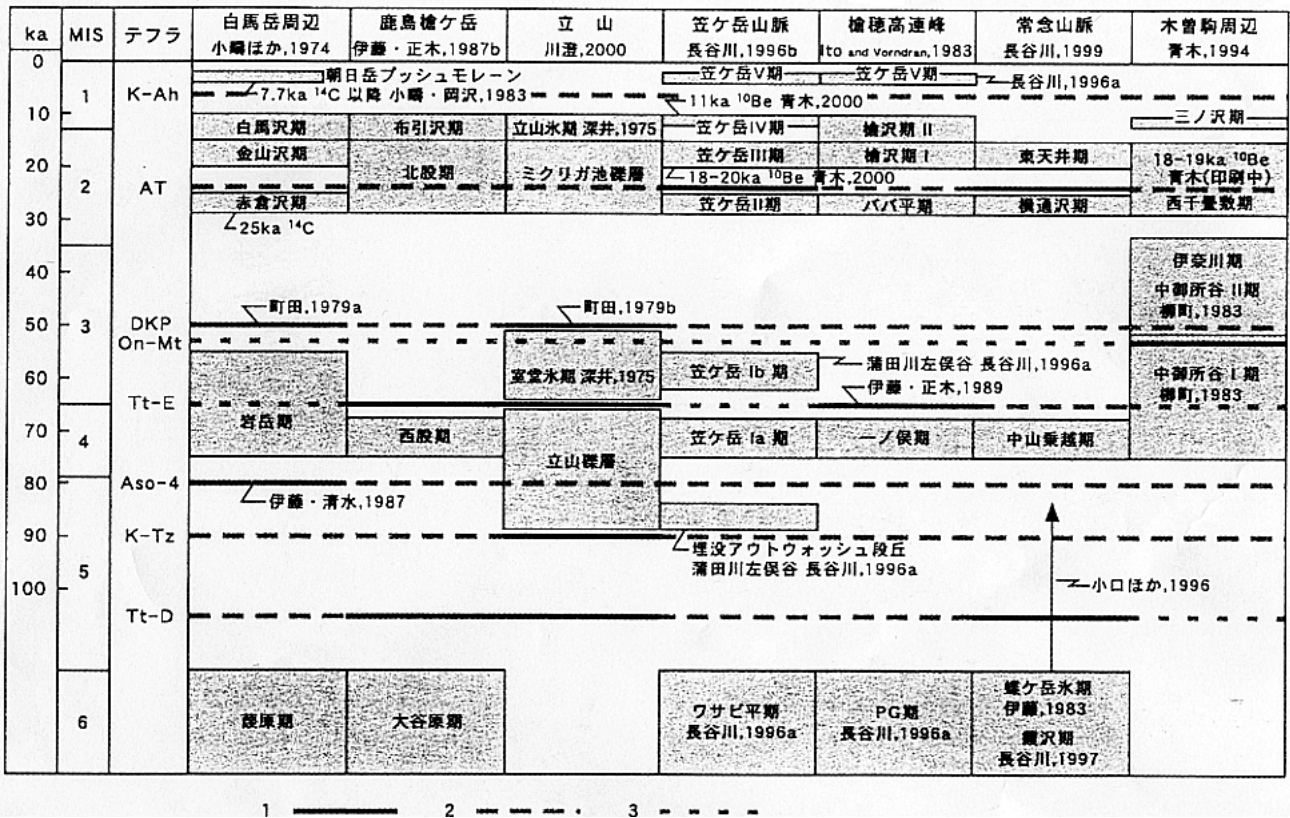 ka MIS テフラ 白馬岳周辺 鹿島槍ケ岳 立山 笠ケ岳山脈 槍穂高連峰 常念山脈 木曽駒周辺
小疇ほか,1974 伊藤・正木,1987b 川澄,2000 長谷川,1996b Ito and Vorndran,1983 長谷川,1999 青木,1994
0
朝日岳プッシュモレーン 笠ケ岳V期 笠ケ岳V期 長谷川,1996a
1 K-Ah 7.7ka ¹⁴C 以降 小疇・岡沢,1983
10 11ka ¹⁰Be 青木,2000
白馬沢期 布引沢期 立山氷期 深井,1975 笠ケ岳IV期 槍沢期 II 三ノ沢期
金山沢期 北股期 ミクリガ池礫層 笠ケ岳III期 槍沢期 I 東天井期 18-19ka ¹⁰Be
20 18-20ka ¹⁰Be 青木,2000 青木(印刷中)
2 AT
赤倉沢期 笠ケ岳II期 ババ平期 横通沢期 西千畳敷期
30 25ka ¹⁴C
40 伊奈川期
中御所谷 II期
町田,1979a 町田,1979b 柳町,1983
50 3 DKP
On-Mt
室堂氷期 深井,1975 笠ケ岳 Ib 期 蒲田川左俣谷 長谷川,1996a 中御所谷 I 期
60 伊藤・正木,1989 柳町,1983
Tt-E
岩岳期
70 4 西股期 立山礫層 笠ケ岳 Ia 期 一ノ俣期 中山乗越期
80 Aso-4 伊藤・清水,1987
90 K-Tz
埋没アウトウォッシュ段丘
蒲田川左俣谷 長谷川,1996a
5
100 小口ほか,1996
Tt-D
6 大谷原期 ワサビ平期 PG期 蝶ケ岳氷期
長谷川,1996a 長谷川,1996a 伊藤,1983
霞沢期
長谷川,1997
1 2 3